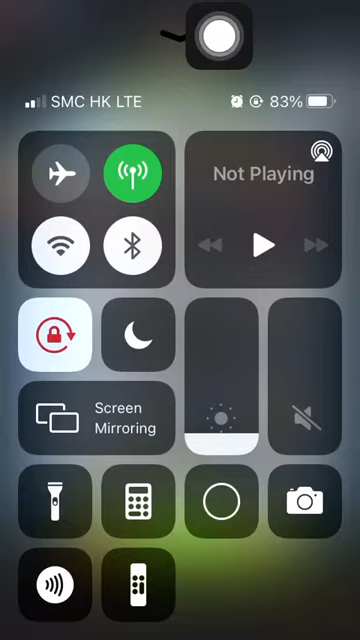 SMC HK LTE
83%
Not Playing
Screen
Mirroring